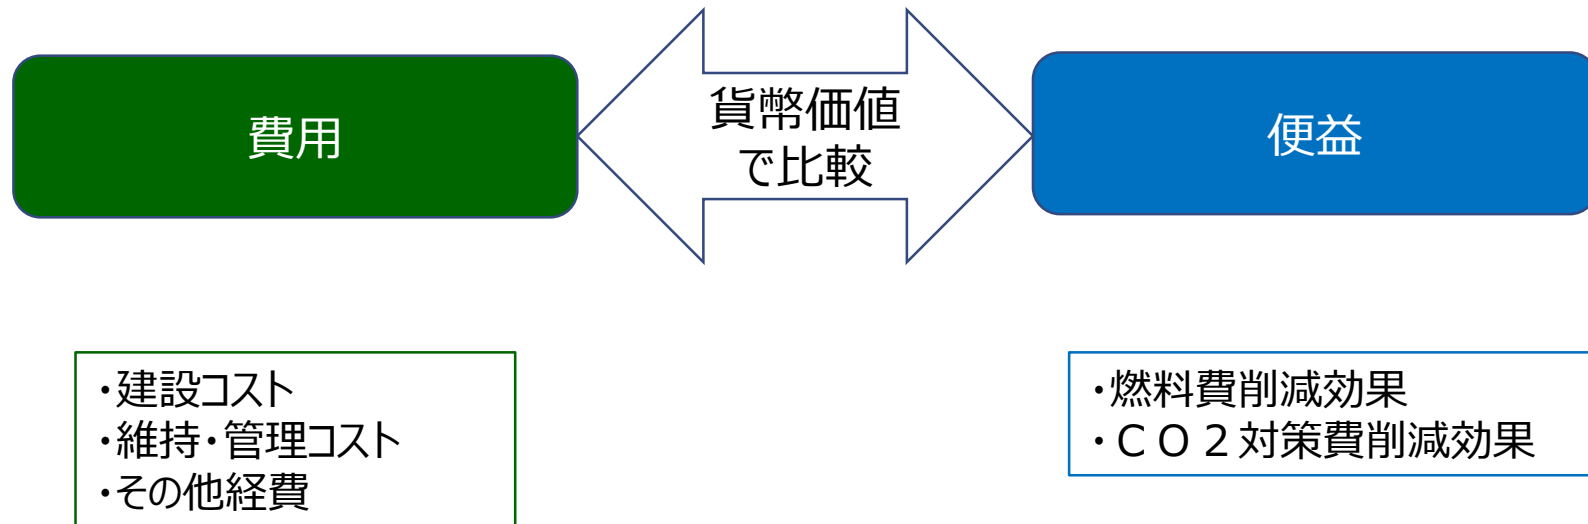 費用
貨幣価値
で比較
便益
・建設コスト
・維持・管理コスト
・その他経費
・燃料費削減効果
・ＣＯ２対策費削減効果